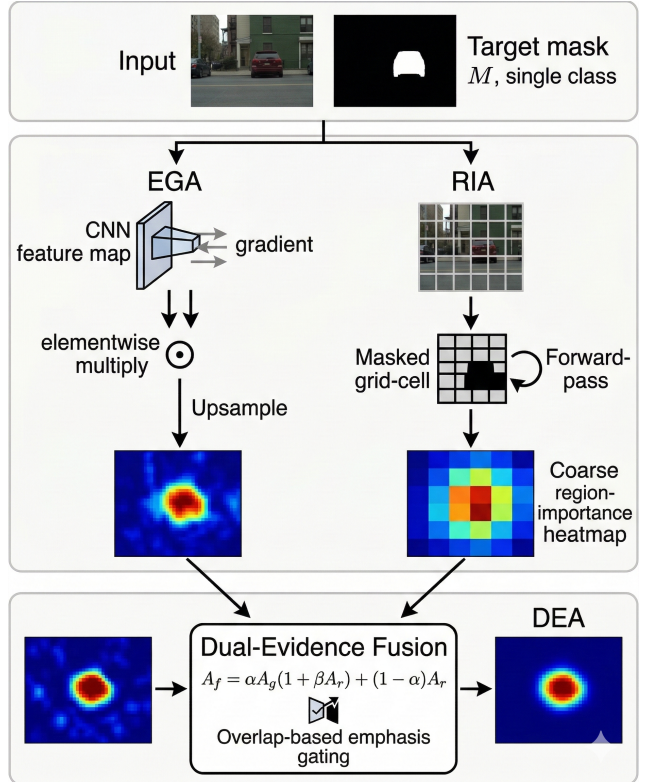 Input
Target mask
M, single class
EGA
RIA
CNN
feature map
gradient
elementwise
multiply
Upsample
Masked
grid-cell
Forward-
pass
Coarse
region-
importance
heatmap
DEA
Dual-Evidence Fusion
A_f = αA_g(1 + βA_r) + (1 − α)A_r
Overlap-based emphasis
gating